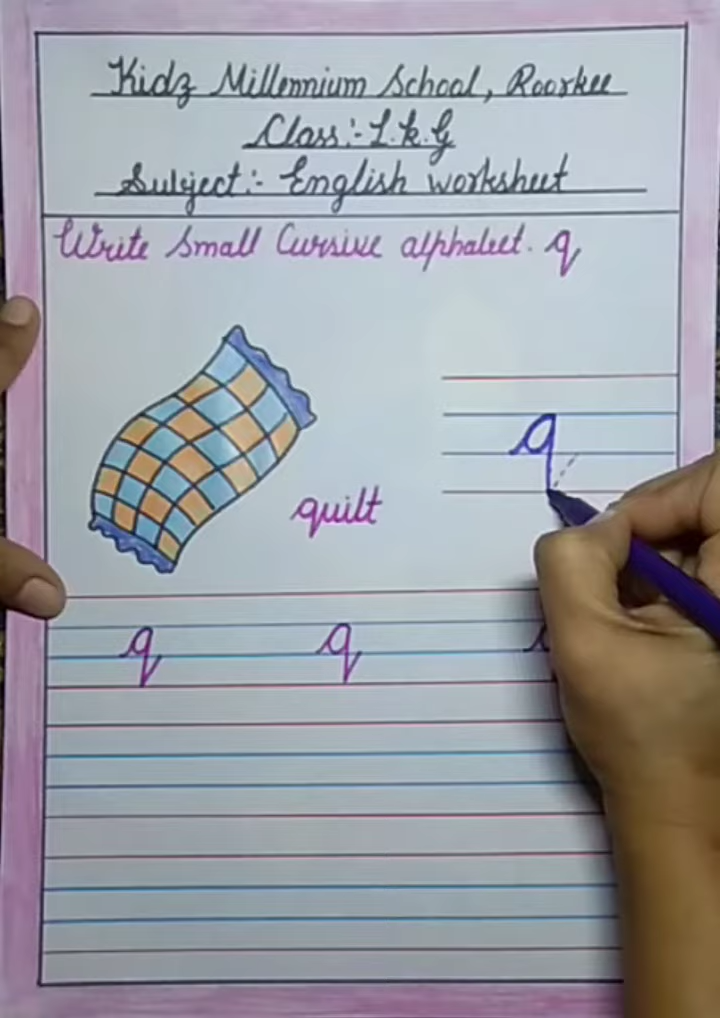 Kidz Millennium School, Roorkee
Class:- L.k.G
Subject:- English worksheet
Write Small Cursive alphabet. q
q
quilt
q q